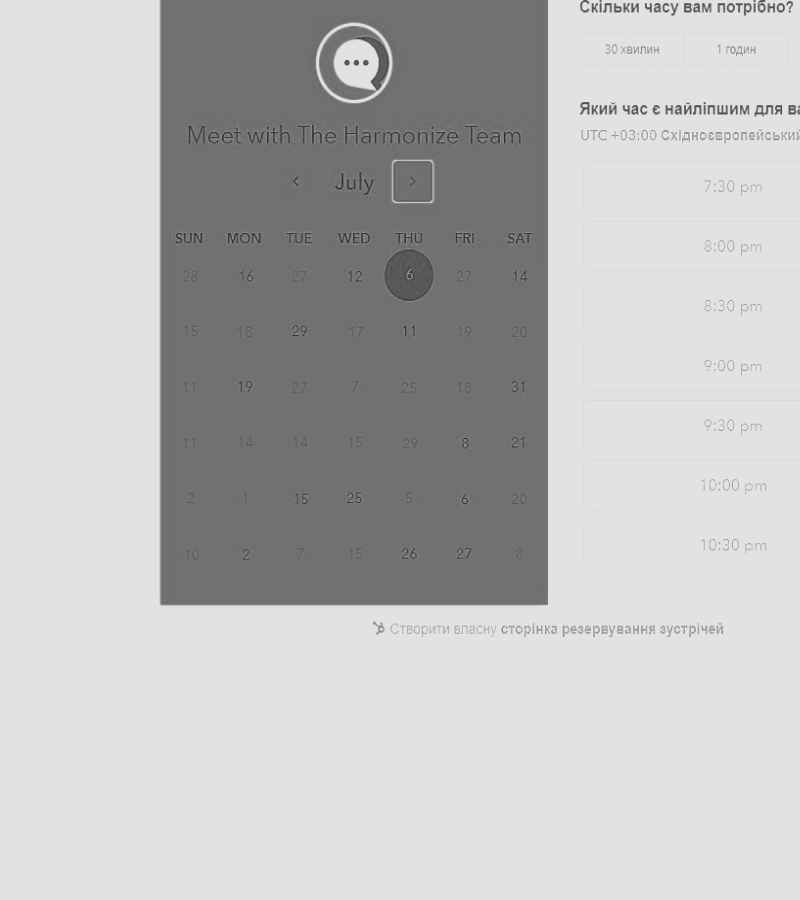 Meet with The Harmonize Team
July
SUN MON TUE WED THU FRI SAT
28 16 27 12 6 27 14
15 18 29 17 11 19 20
11 19 27 7 25 18 31
11 14 14 15 29 8 21
2 1 15 25 5 6 20
10 2 7 15 26 27 8
Скільки часу вам потрібно?
30 хвилин 1 годин
Який час є найліпшим для ва
UTC +03:00 Східноєвропейський
7:30 pm
8:00 pm
8:30 pm
9:00 pm
9:30 pm
10:00 pm
10:30 pm
Створити власну сторінка резервування зустрічей